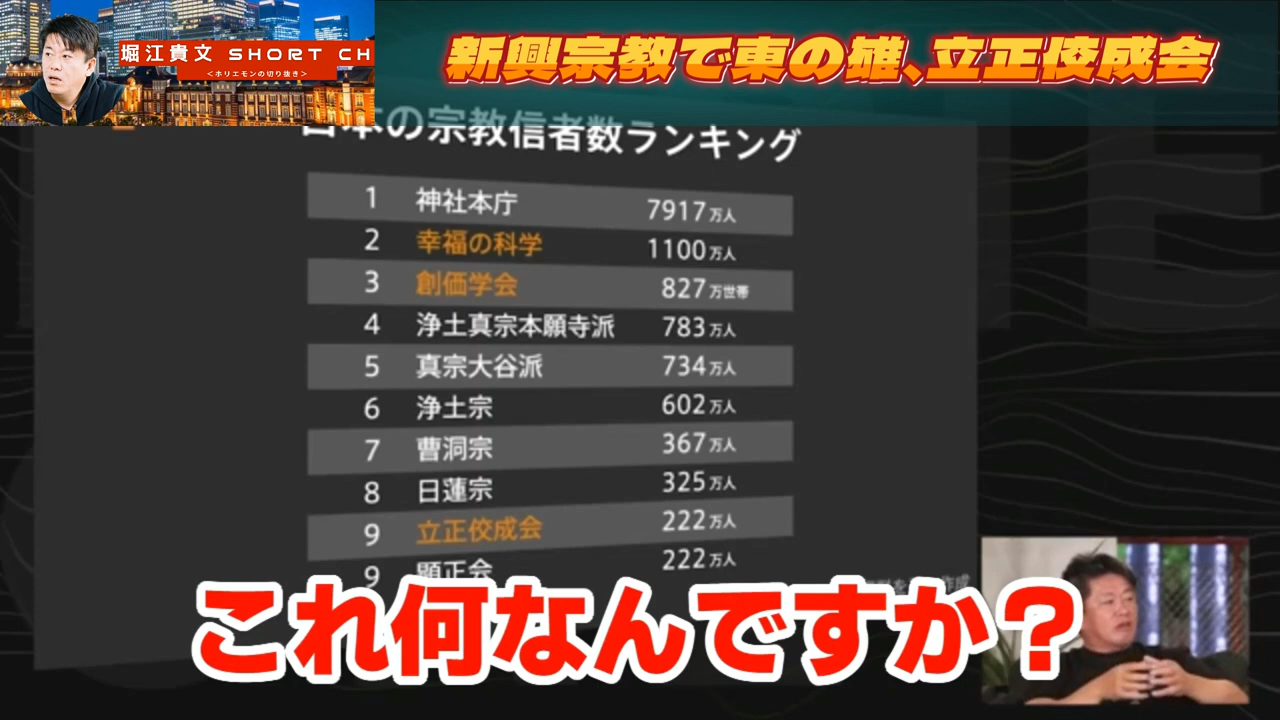 堀江貴文 SHORT CH
<ホリエモンの切り抜き>
新興宗教で東の雄、立正佼成会
日本の宗教信者数ランキング
1 神社本庁 7917万人
2 幸福の科学 1100万人
3 創価学会 827万世帯
4 浄土真宗本願寺派 783万人
5 真宗大谷派 734万人
6 浄土宗 602万人
7 曹洞宗 367万人
8 日蓮宗 325万人
9 立正佼成会 222万人
9 顕正会 222万人
作成
これ何なんですか?